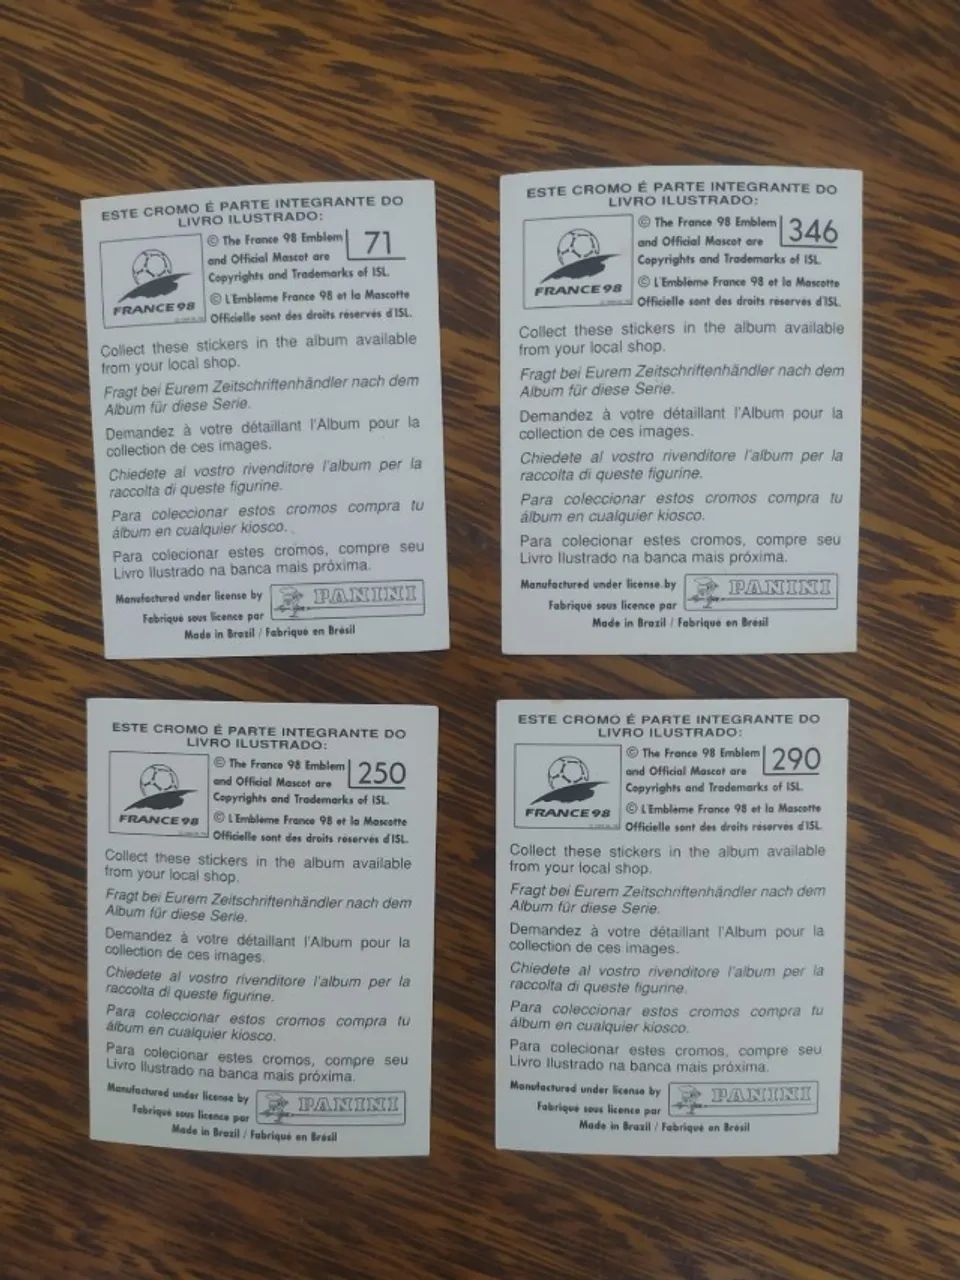 ESTE CROMO É PARTE INTEGRANTE DO
LIVRO ILUSTRADO:
FRANCE 98
© The France 98 Emblem
and Official Mascot are
Copyrights and Trademarks of ISL.
71
© L'Emblème France 98 et la Mascotte
Officielle sont des droits réservés d'ISL.
Collect these stickers in the album available
from your local shop.
Fragt bei Eurem Zeitschriftenhändler nach dem
Album für diese Serie.
Demandez à votre détaillant l'Album pour la
collection de ces images.
Chiedete al vostro rivenditore l'album per la
raccolta di queste figurine.
Para coleccionar estos cromos compra tu
álbum en cualquier kiosco.
Para colecionar estes cromos, compre seu
Livro Ilustrado na banca mais próxima.
Manufactured under license by
Fabriqué sous licence par
PANINI
Made in Brazil / Fabriqué en Brésil
ESTE CROMO É PARTE INTEGRANTE DO
LIVRO ILUSTRADO:
FRANCE 98
© The France 98 Emblem
and Official Mascot are
Copyrights and Trademarks of ISL.
346
© L'Emblème France 98 et la Mascotte
Officielle sont des droits réservés d'ISL.
Collect these stickers in the album available
from your local shop.
Fragt bei Eurem Zeitschriftenhändler nach dem
Album für diese Serie.
Demandez à votre détaillant l'Album pour la
collection de ces images.
Chiedete al vostro rivenditore l'album per la
raccolta di queste figurine.
Para coleccionar estos cromos compra tu
álbum en cualquier kiosco.
Para colecionar estes cromos, compre seu
Livro Ilustrado na banca mais próxima.
Manufactured under license by
Fabriqué sous licence par
PANINI
Made in Brazil / Fabriqué en Brésil
ESTE CROMO É PARTE INTEGRANTE DO
LIVRO ILUSTRADO:
FRANCE 98
© The France 98 Emblem
and Official Mascot are
Copyrights and Trademarks of ISL.
250
© L'Emblème France 98 et la Mascotte
Officielle sont des droits réservés d'ISL.
Collect these stickers in the album available
from your local shop.
Fragt bei Eurem Zeitschriftenhändler nach dem
Album für diese Serie.
Demandez à votre détaillant l'Album pour la
collection de ces images.
Chiedete al vostro rivenditore l'album per la
raccolta di queste figurine.
Para coleccionar estos cromos compra tu
álbum en cualquier kiosco.
Para colecionar estes cromos, compre seu
Livro Ilustrado na banca mais próxima.
Manufactured under license by
Fabriqué sous licence par
PANINI
Made in Brazil / Fabriqué en Brésil
ESTE CROMO É PARTE INTEGRANTE DO
LIVRO ILUSTRADO:
FRANCE 98
© The France 98 Emblem
and Official Mascot are
Copyrights and Trademarks of ISL.
290
© L'Emblème France 98 et la Mascotte
Officielle sont des droits réservés d'ISL.
Collect these stickers in the album available
from your local shop.
Fragt bei Eurem Zeitschriftenhändler nach dem
Album für diese Serie.
Demandez à votre détaillant l'Album pour la
collection de ces images.
Chiedete al vostro rivenditore l'album per la
raccolta di queste figurine.
Para coleccionar estos cromos compra tu
álbum en cualquier kiosco.
Para colecionar estes cromos, compre seu
Livro Ilustrado na banca mais próxima.
Manufactured under license by
Fabriqué sous licence par
PANINI
Made in Brazil / Fabriqué en Brésil